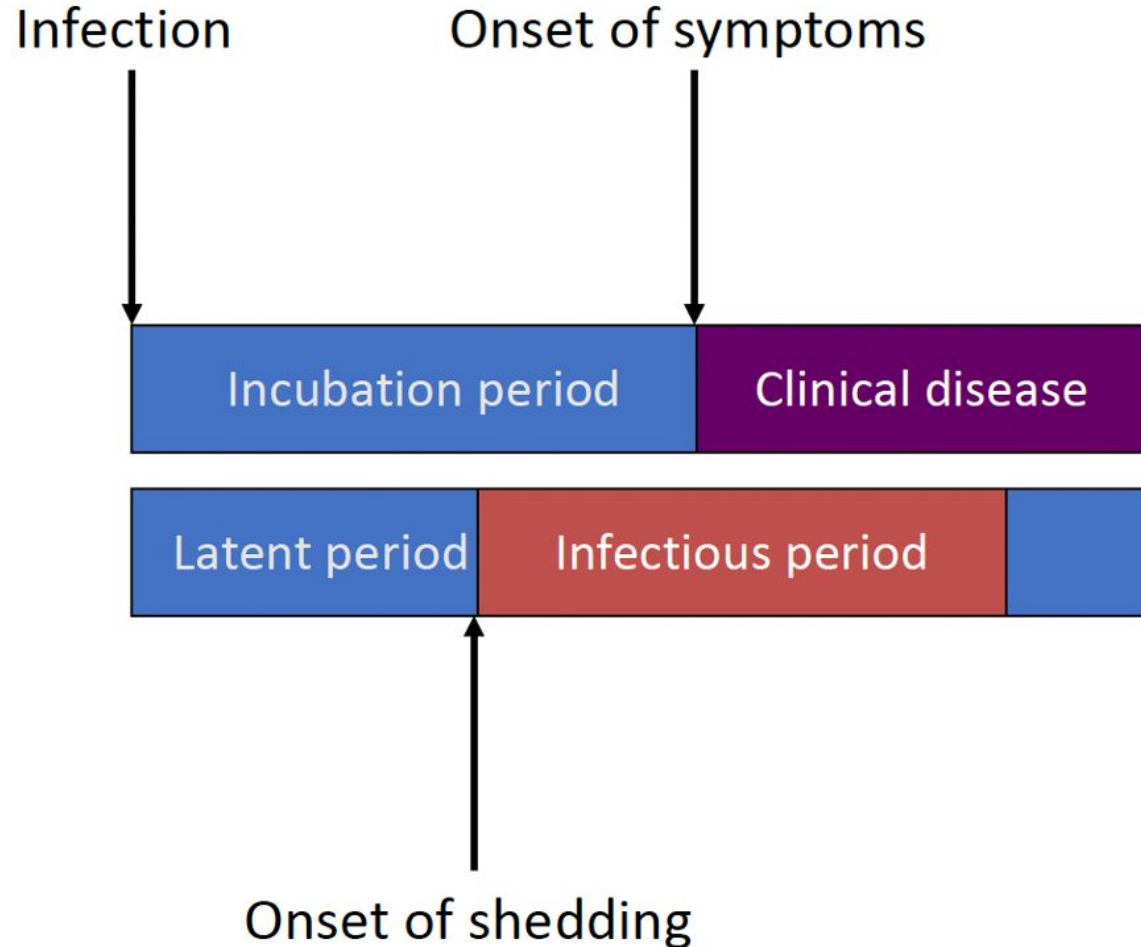 Infection
Onset of symptoms
Incubation period
Clinical disease
Latent period
Infectious period
Onset of shedding